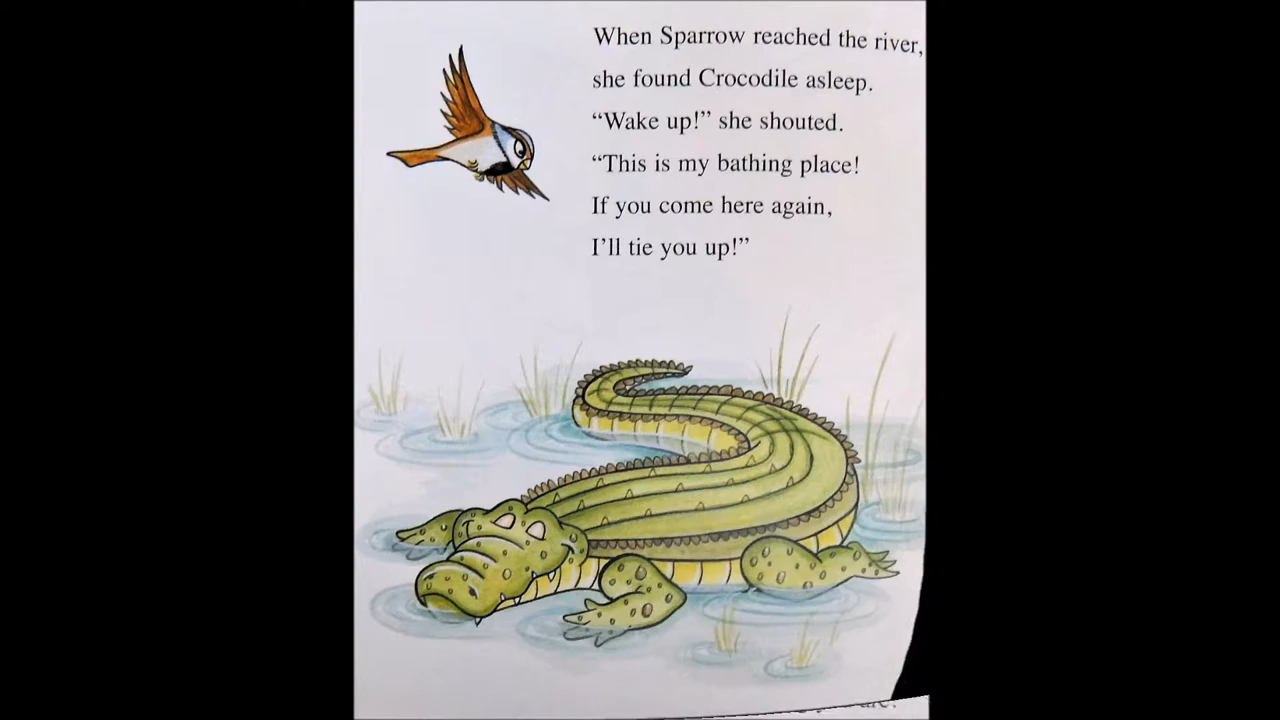 When Sparrow reached the river,
she found Crocodile asleep.
“Wake up!” she shouted.
“This is my bathing place!
If you come here again,
I’ll tie you up!”